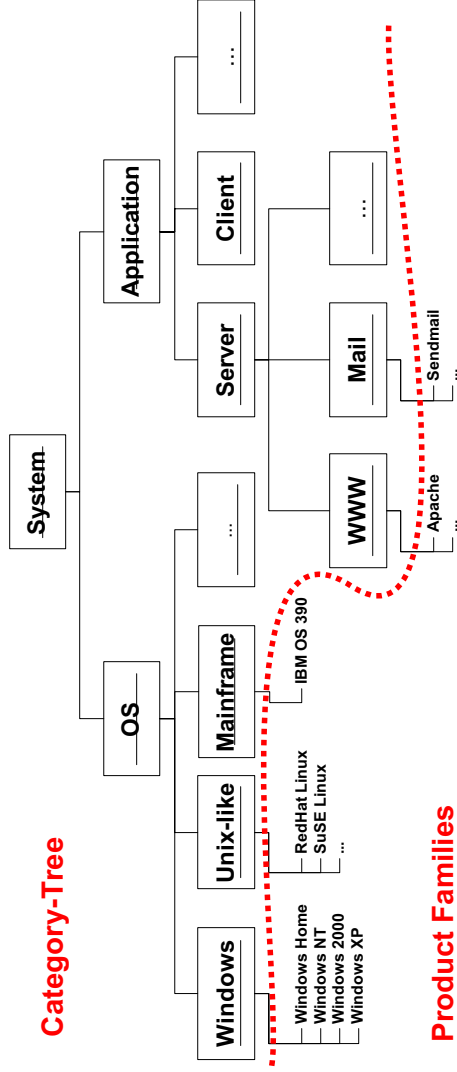 Category-Tree
System
OS
Application
Windows
Unix-like
Mainframe
...
Server
Client
...
Windows Home
Windows NT
Windows 2000
Windows XP
RedHat Linux
SuSE Linux
...
IBM OS 390
WWW
Mail
...
Apache
...
Sendmail
...
Product Families